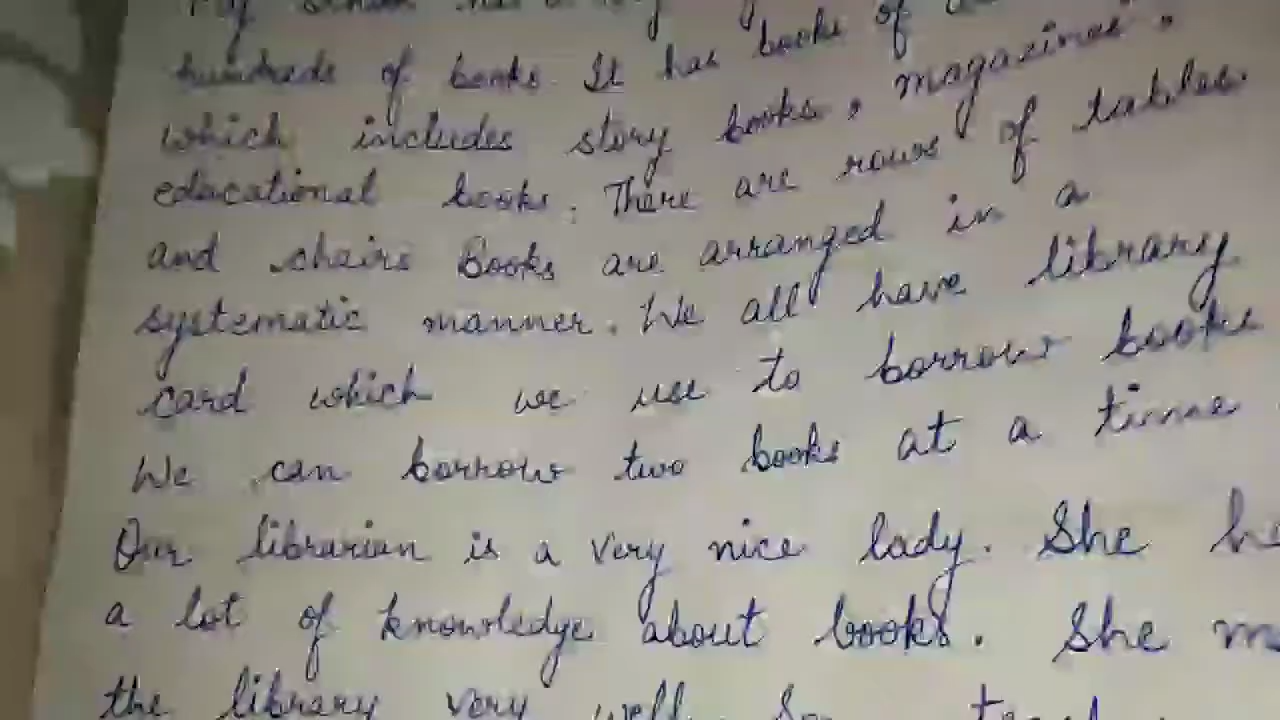 hundreds of books. It has books of
which includes story books, magazines,
educational books. There are rows of tables
and chairs Books are arranged in a
systematic manner. We all have library
card which we use to borrow books
We can borrow two books at a time
Our librarian is a very nice lady. She
a lot of knowledge about books. She
the library very well.